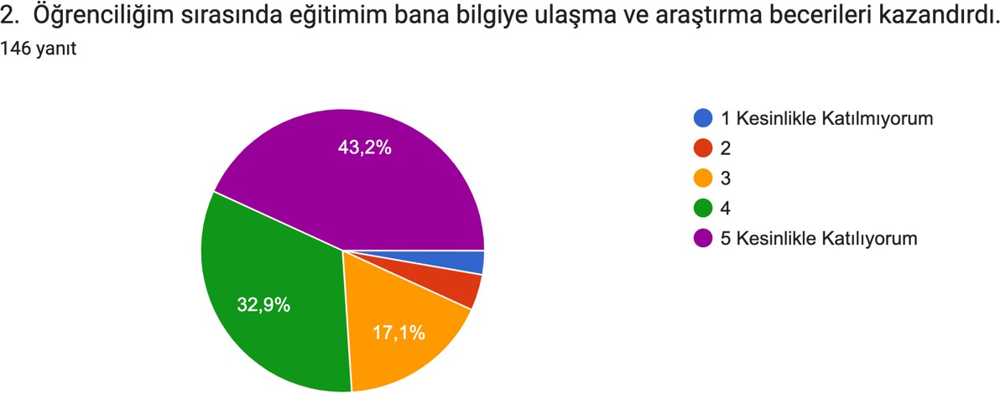 2. Öğrenciliğim sırasında eğitimim bana bilgiye ulaşma ve araştırma becerileri kazandırdı.
146 yanıt
43,2%
32,9%
17,1%
1 Kesinlikle Katılmıyorum
2
3
4
5 Kesinlikle Katılıyorum